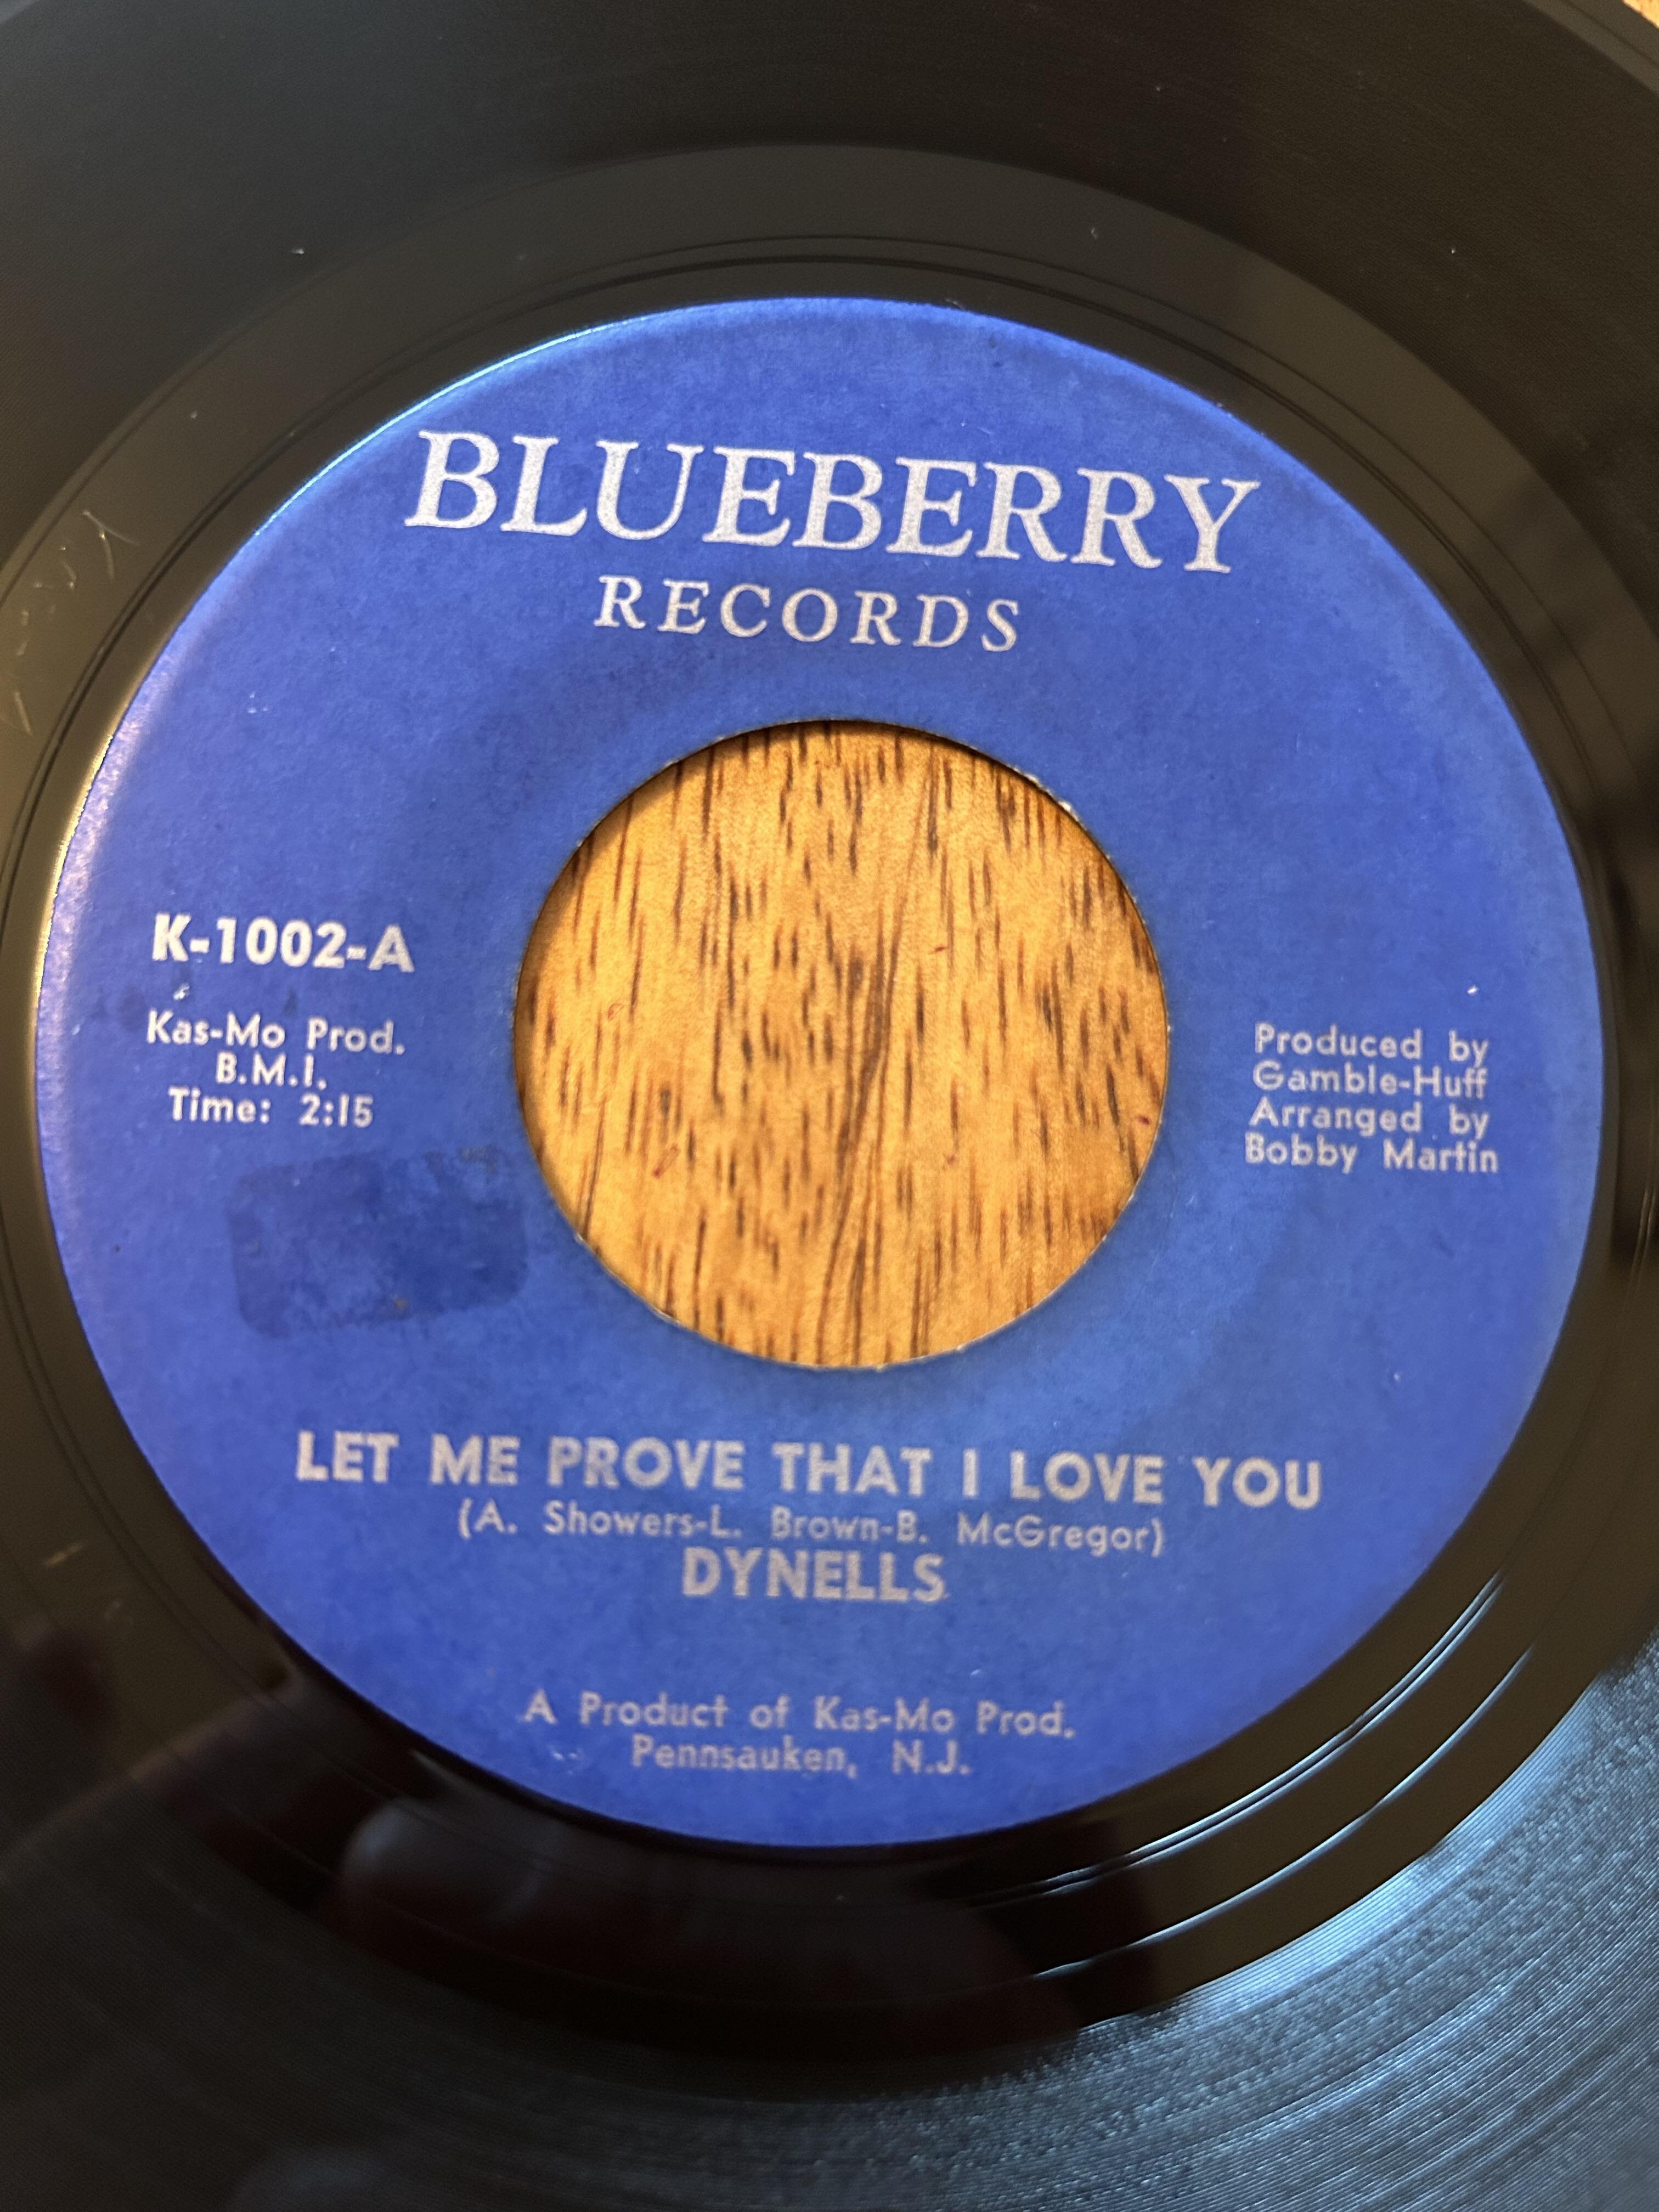 BLUEBERRY
RECORDS
K-1002-A
Kas-Mo Prod.
B.M.I.
Time: 2:15
Produced by
Gamble-Huff
Arranged by
Bobby Martin
LET ME PROVE THAT I LOVE YOU
(A. Showers-L. Brown-B. McGregor)
DYNELLS
A Product of Kas-Mo Prod.
Pennsauken, N.J.